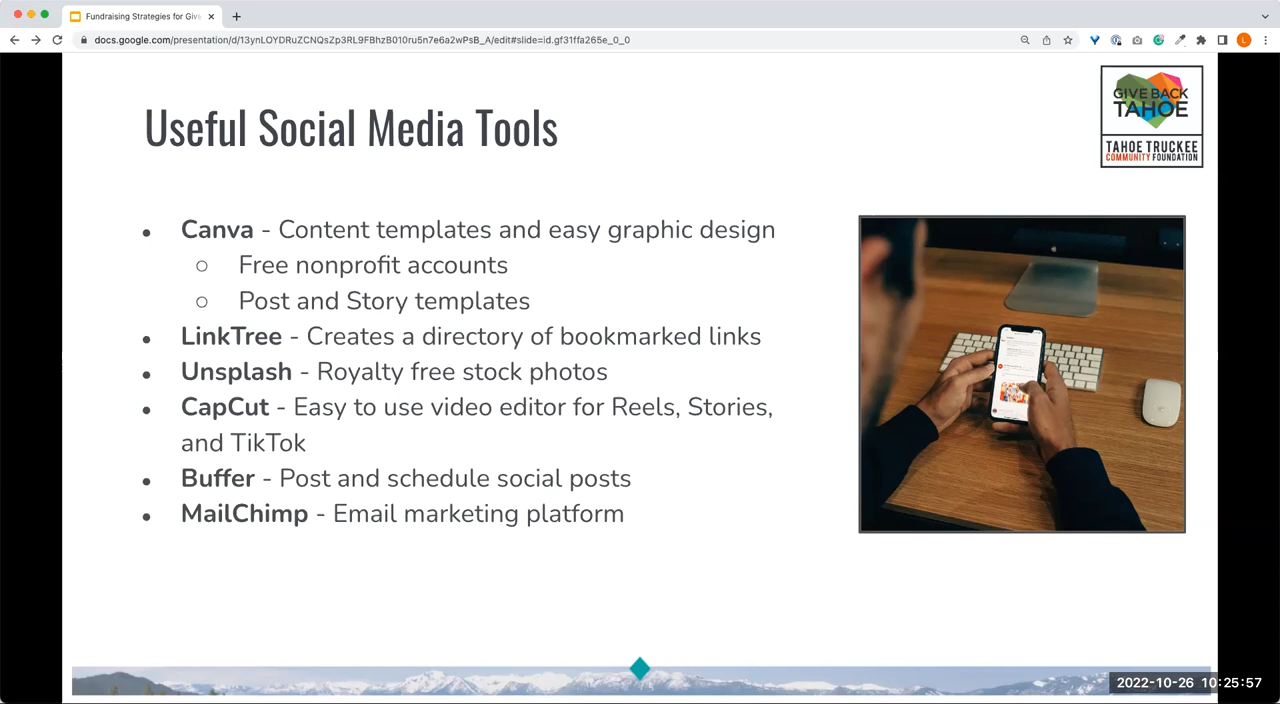 Fundraising Strategies for Giv
docs.google.com/presentation/d/13ynLOYDRuZCNQsZp3RL9FBhzB010ru5n7e6a2wPsB_A/edit#slide=id.gf31ffa265e_0_0
L
GIVE BACK
TAHOE
TAHOE TRUCKEE
COMMUNITY FOUNDATION
Useful Social Media Tools
● Canva - Content templates and easy graphic design
○ Free nonprofit accounts
○ Post and Story templates
● LinkTree - Creates a directory of bookmarked links
● Unsplash - Royalty free stock photos
● CapCut - Easy to use video editor for Reels, Stories,
and TikTok
● Buffer - Post and schedule social posts
● MailChimp - Email marketing platform
2022-10-26 10:25:57